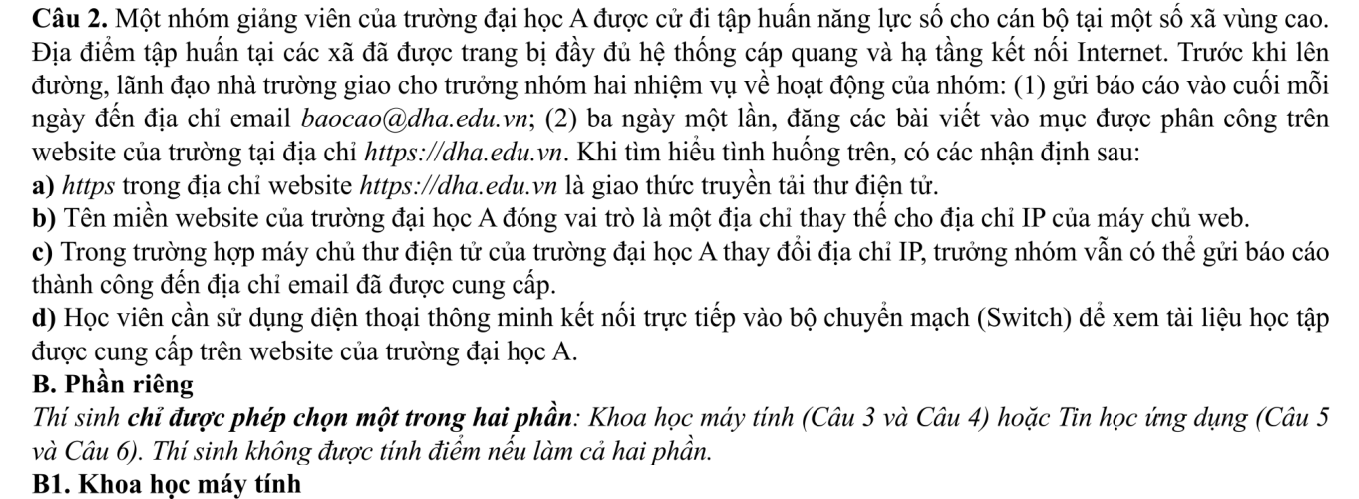 Câu 2. Một nhóm giảng viên của trường đại học A được cử đi tập huấn năng lực số cho cán bộ tại một số xã vùng cao.
Địa điểm tập huấn tại các xã đã được trang bị đầy đủ hệ thống cáp quang và hạ tầng kết nối Internet. Trước khi lên
đường, lãnh đạo nhà trường giao cho trưởng nhóm hai nhiệm vụ về hoạt động của nhóm: (1) gửi báo cáo vào cuối mỗi
ngày đến địa chỉ email baocao@dha.edu.vn; (2) ba ngày một lần, đăng các bài viết vào mục được phân công trên
website của trường tại địa chỉ https://dha.edu.vn. Khi tìm hiểu tình huống trên, có các nhận định sau:
a) https trong địa chỉ website https://dha.edu.vn là giao thức truyền tải thư điện tử.
b) Tên miền website của trường đại học A đóng vai trò là một địa chỉ thay thế cho địa chỉ IP của máy chủ web.
c) Trong trường hợp máy chủ thư điện tử của trường đại học A thay đổi địa chỉ IP, trưởng nhóm vẫn có thể gửi báo cáo
thành công đến địa chỉ email đã được cung cấp.
d) Học viên cần sử dụng điện thoại thông minh kết nối trực tiếp vào bộ chuyển mạch (Switch) để xem tài liệu học tập
được cung cấp trên website của trường đại học A.
B. Phần riêng
Thí sinh chỉ được phép chọn một trong hai phần: Khoa học máy tính (Câu 3 và Câu 4) hoặc Tin học ứng dụng (Câu 5
và Câu 6). Thí sinh không được tính điểm nếu làm cả hai phần.
B1. Khoa học máy tính